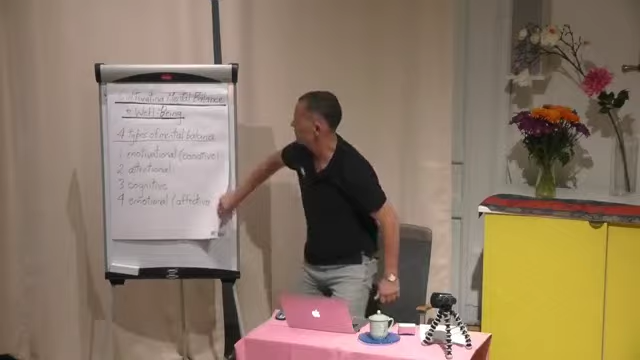 Cultivating Mental Balance
& Well-Being
4 types of mental balance
1 motivational (conative)
2 attentional
3 cognitive
4 emotional (affective